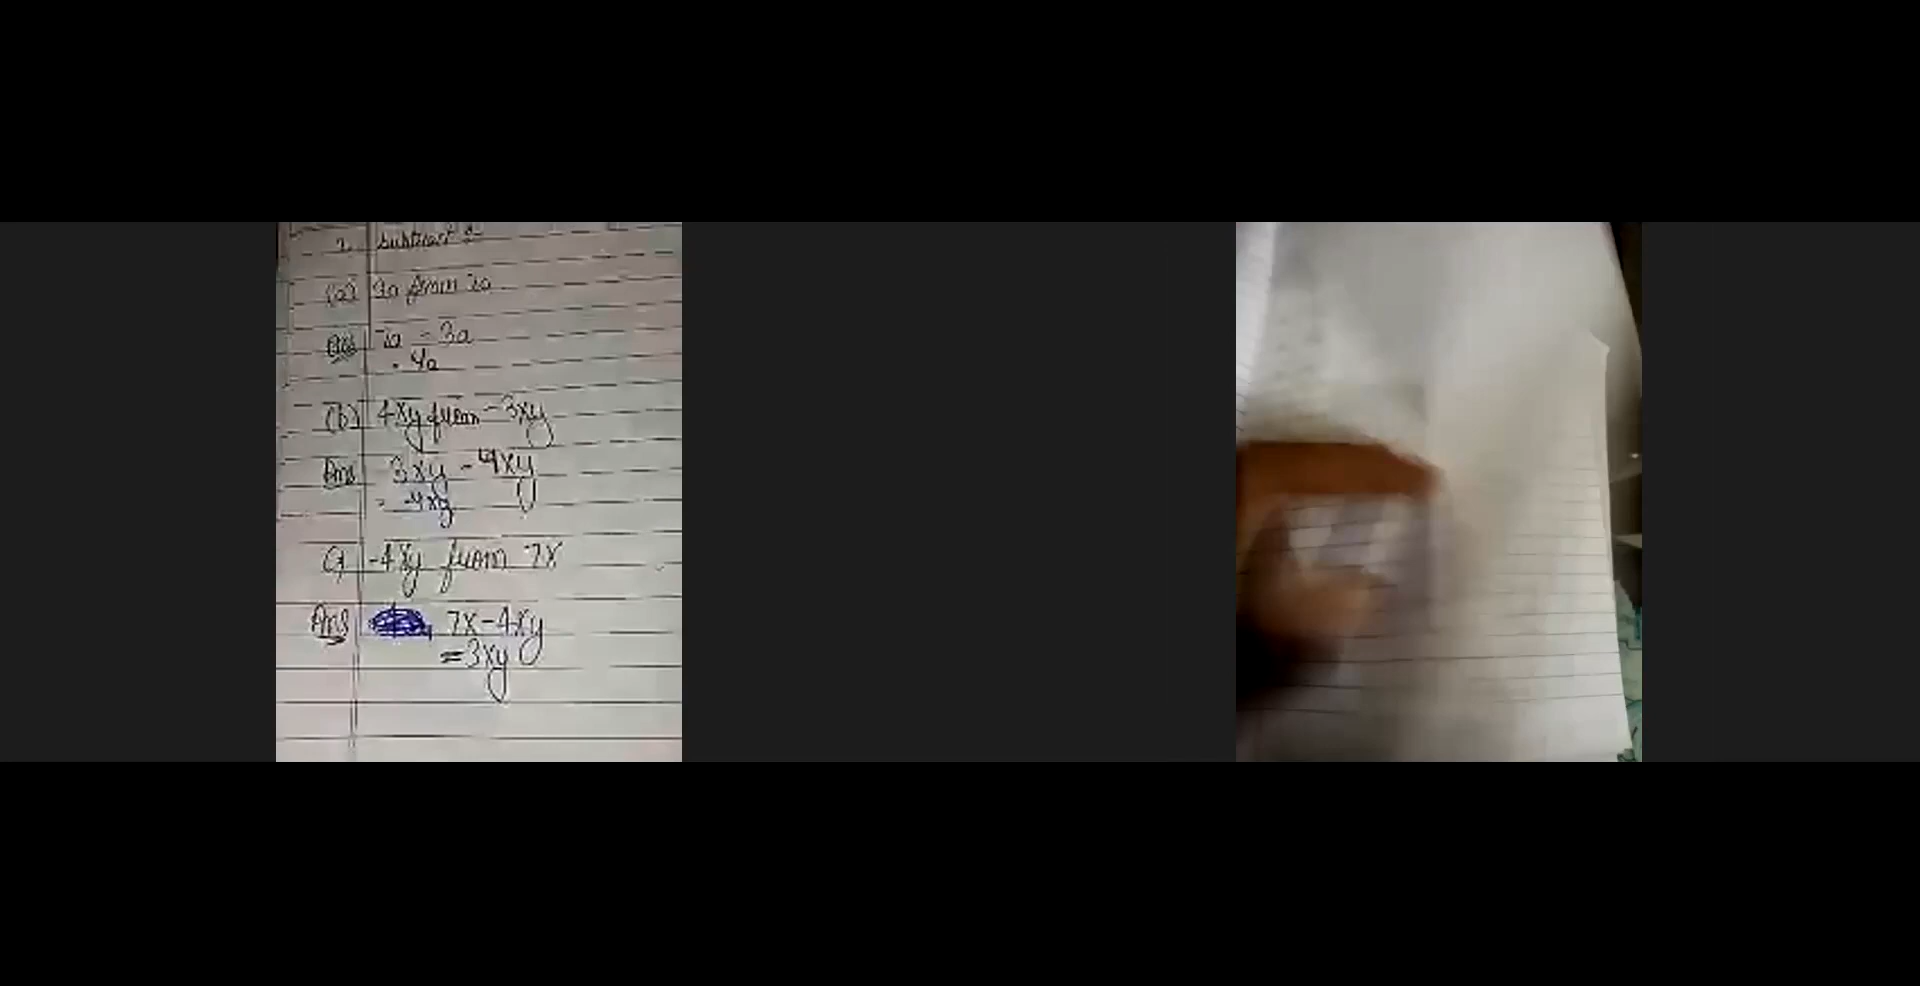 1. Subtract :-
(a) 3a from 7a
Ans 7a - 3a
= 4a
(b) 4xy from -3xy
Ans 3xy - 4xy
= -4xy
-4xy from 7x
Ans 7x-4xy
=3xy